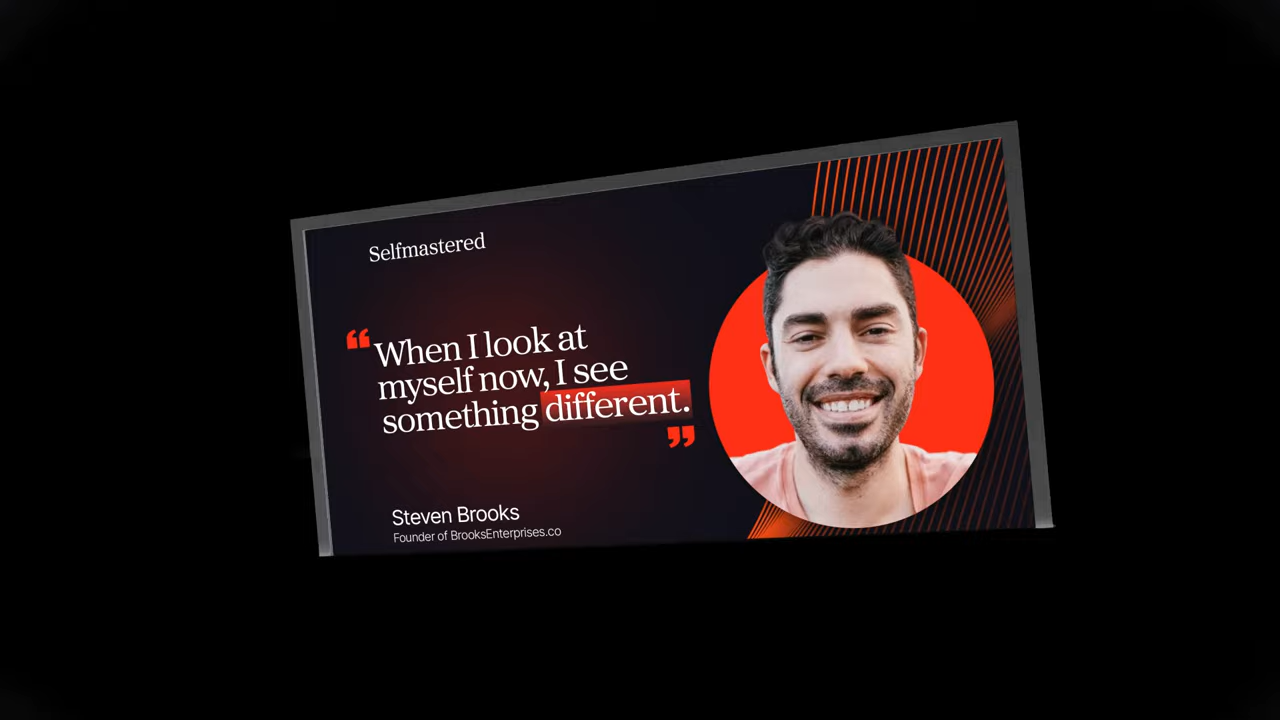 Selfmastered
“When I look at
myself now, I see
something different.”
Steven Brooks
Founder of BrooksEnterprises.co